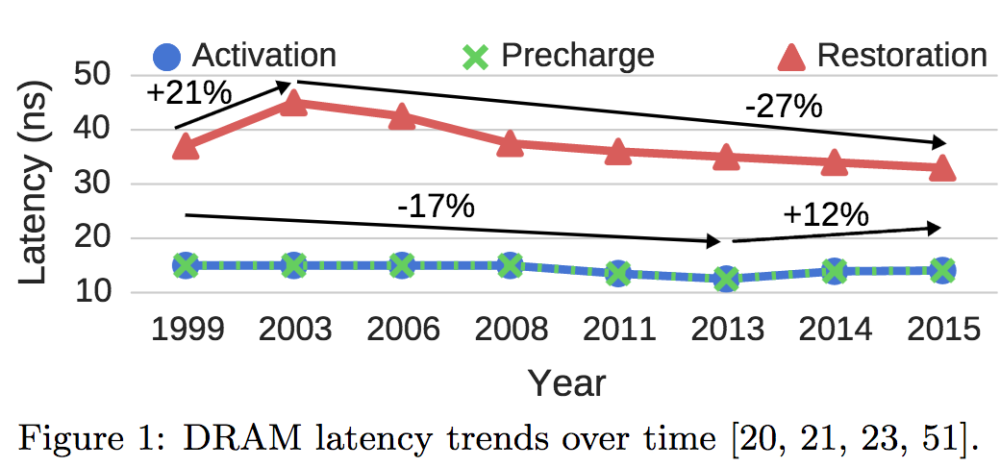 Activation Precharge Restoration
Latency (ns)
50
40
30
20
10
+21%
-27%
-17%
+12%
1999 2003 2006 2008 2011 2013 2014 2015
Year
Figure 1: DRAM latency trends over time [20, 21, 23, 51].